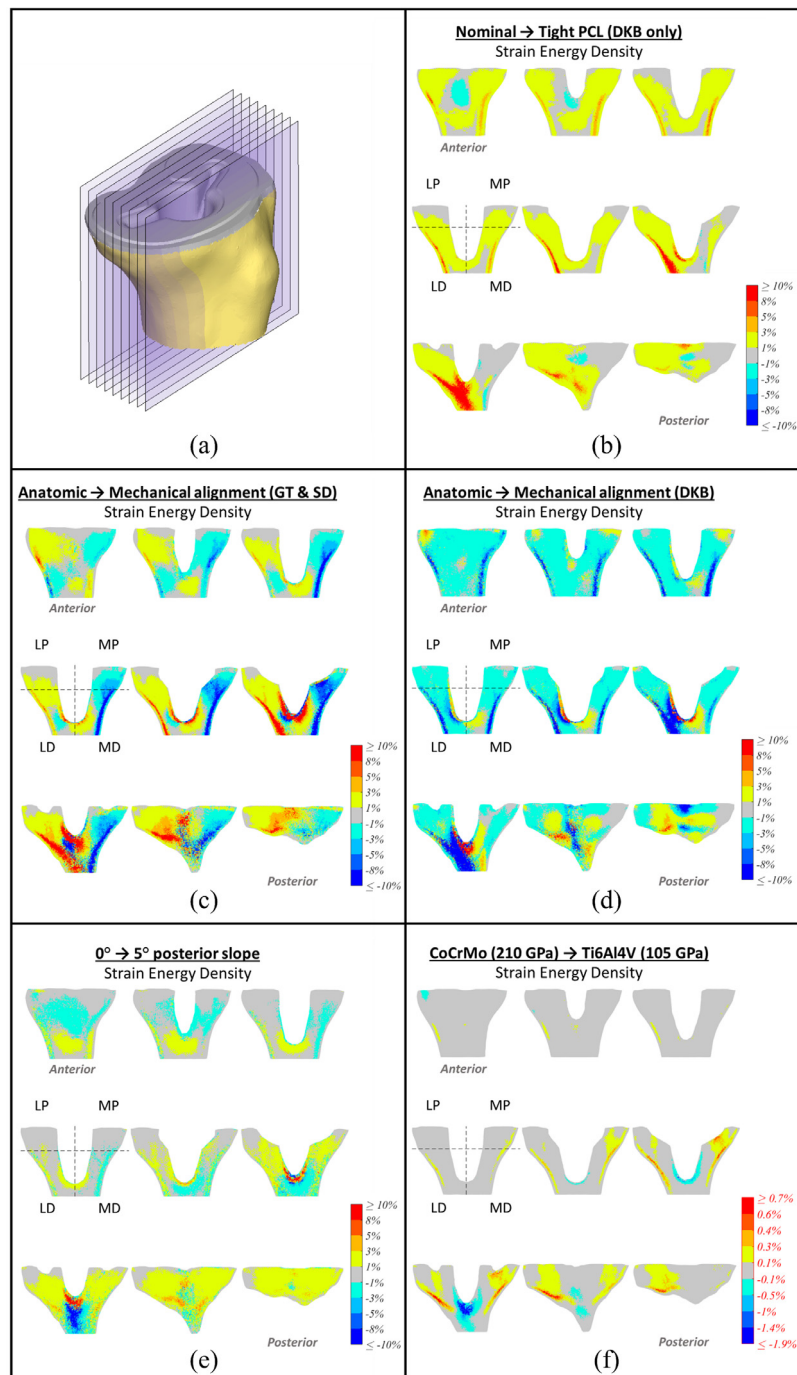 (a)
Nominal → Tight PCL (DKB only)
Strain Energy Density
Anterior
LP MP
LD MD
≥ 10%
8%
5%
3%
1%
-1%
-3%
-5%
-8%
≤ -10%
Posterior
(b)
Anatomic → Mechanical alignment (GT & SD)
Strain Energy Density
Anterior
LP MP
LD MD
≥ 10%
8%
5%
3%
1%
-1%
-3%
-5%
-8%
≤ -10%
Posterior
(c)
Anatomic → Mechanical alignment (DKB)
Strain Energy Density
Anterior
LP MP
LD MD
≥ 10%
8%
5%
3%
1%
-1%
-3%
-5%
-8%
≤ -10%
Posterior
(d)
0° → 5° posterior slope
Strain Energy Density
Anterior
LP MP
LD MD
≥ 10%
8%
5%
3%
1%
-1%
-3%
-5%
-8%
≤ -10%
Posterior
(e)
CoCrMo (210 GPa) → Ti6Al4V (105 GPa)
Strain Energy Density
Anterior
LP MP
LD MD
≥ 0.7%
0.6%
0.4%
0.3%
0.1%
-0.1%
-0.5%
-1%
-1.4%
≤ -1.9%
Posterior
(f)